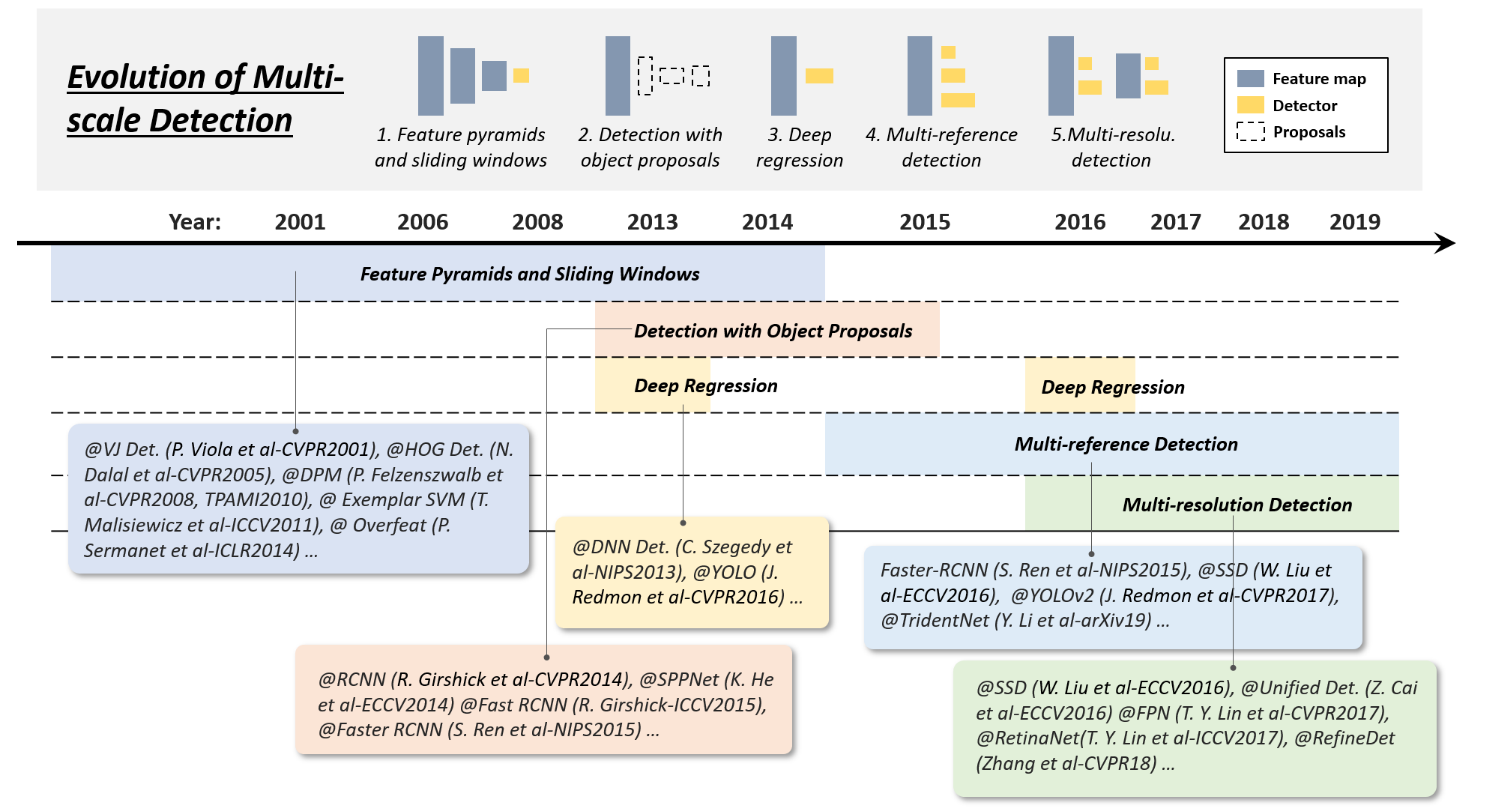 Evolution of Multi-
scale Detection
1. Feature pyramids
and sliding windows
2. Detection with
object proposals
3. Deep
regression
4. Multi-reference
detection
5.Multi-resolu.
detection
Feature map
Detector
Proposals
Year: 2001 2006 2008 2013 2014 2015 2016 2017 2018 2019
Feature Pyramids and Sliding Windows
Detection with Object Proposals
Deep Regression Deep Regression
Multi-reference Detection
Multi-resolution Detection
@VJ Det. (P. Viola et al-CVPR2001), @HOG Det. (N.
Dalal et al-CVPR2005), @DPM (P. Felzenszwalb et
al-CVPR2008, TPAMI2010), @ Exemplar SVM (T.
Malisiewicz et al-ICCV2011), @ Overfeat (P.
Sermanet et al-ICLR2014) …
@DNN Det. (C. Szegedy et
al-NIPS2013), @YOLO (J.
Redmon et al-CVPR2016) …
Faster-RCNN (S. Ren et al-NIPS2015), @SSD (W. Liu et
al-ECCV2016), @YOLOv2 (J. Redmon et al-CVPR2017),
@TridentNet (Y. Li et al-arXiv19) …
@RCNN (R. Girshick et al-CVPR2014), @SPPNet (K. He
et al-ECCV2014) @Fast RCNN (R. Girshick-ICCV2015),
@Faster RCNN (S. Ren et al-NIPS2015) …
@SSD (W. Liu et al-ECCV2016), @Unified Det. (Z. Cai
et al-ECCV2016) @FPN (T. Y. Lin et al-CVPR2017),
@RetinaNet(T. Y. Lin et al-ICCV2017), @RefineDet
(Zhang et al-CVPR18) …